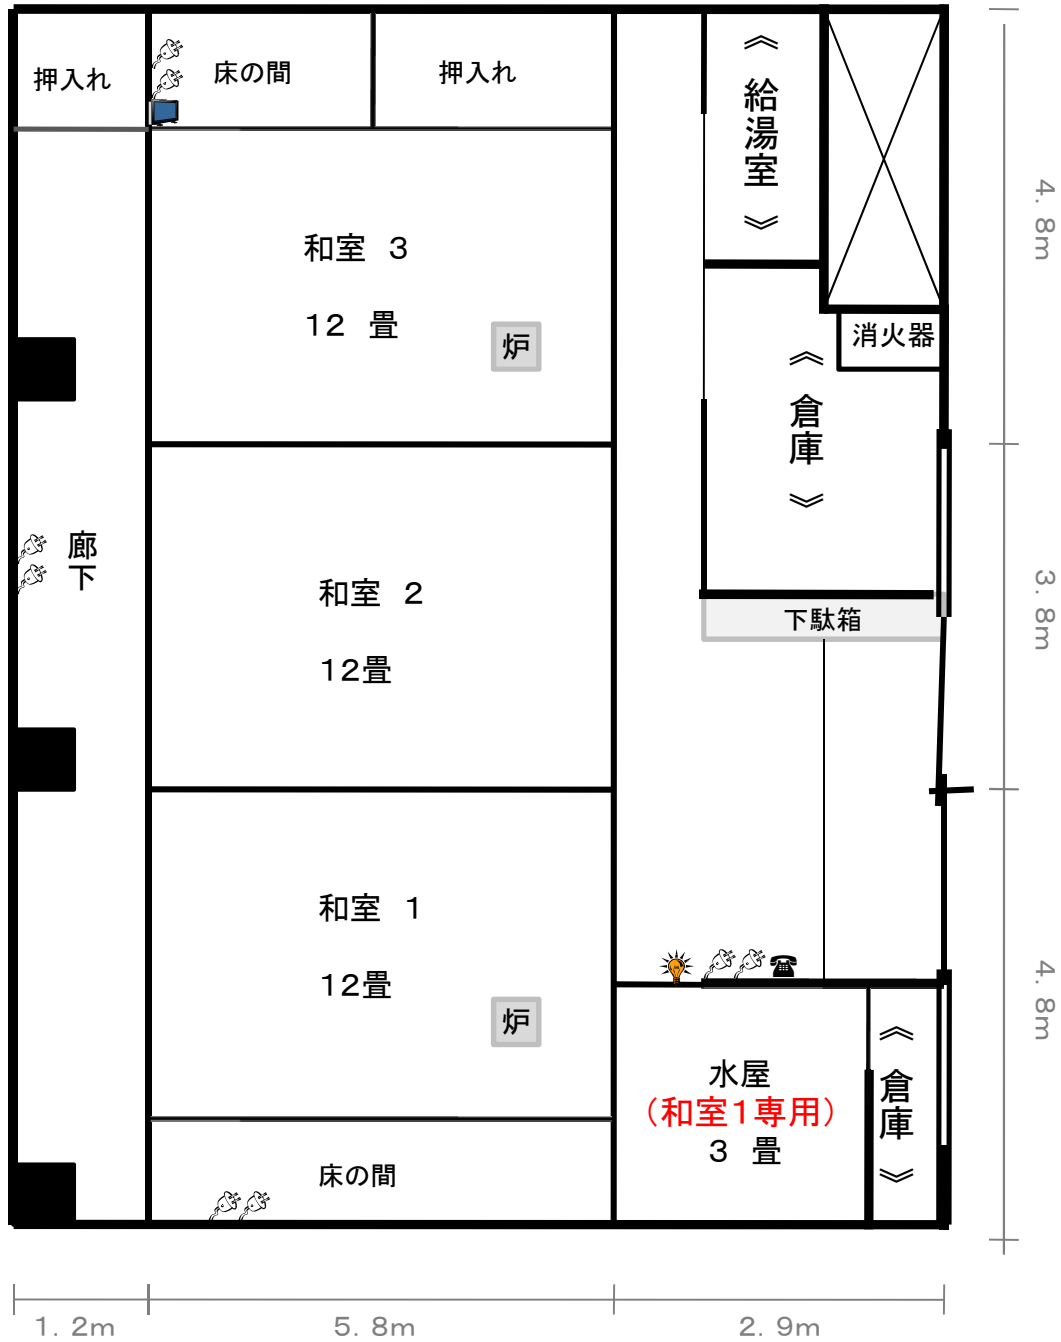 押入れ
床の間
押入れ
《 給湯室 》
4．8m
和室 3
12 畳
炉
消火器
《 倉庫 》
廊下
和室 2
12畳
下駄箱
3．8m
和室 1
12畳
炉
4．8m
水屋
（和室1専用）
3 畳
《 倉庫 》
床の間
1．2m
5．8m
2．9m